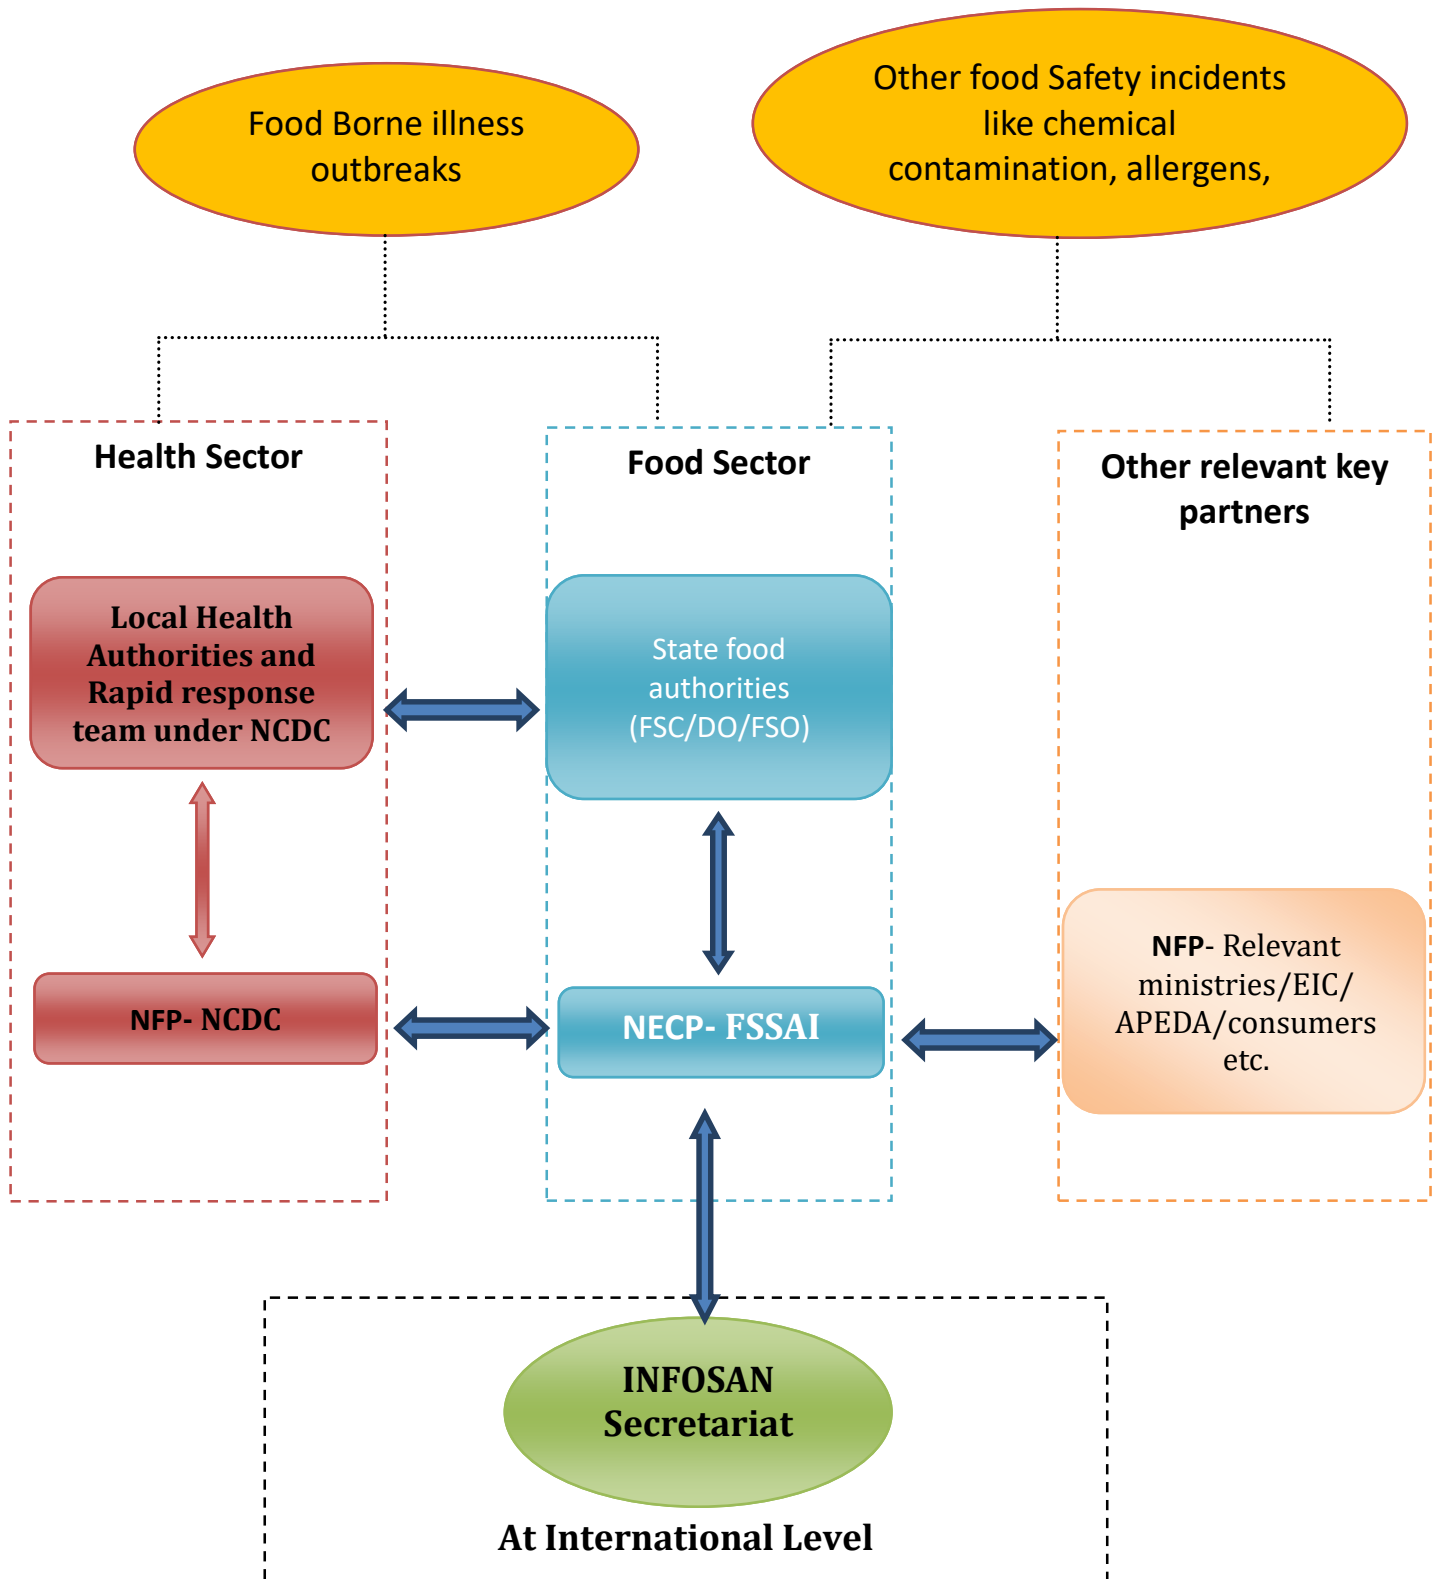 Food Borne illness
outbreaks
Other food Safety incidents
like chemical
contamination, allergens,
Health Sector
Food Sector
Other relevant key
partners
Local Health
Authorities and
Rapid response
team under NCDC
State food
authorities
(FSC/DO/FSO)
NFP- NCDC
NECP- FSSAI
NFP- Relevant
ministries/EIC/
APEDA/consumers
etc.
INFOSAN
Secretariat
At International Level